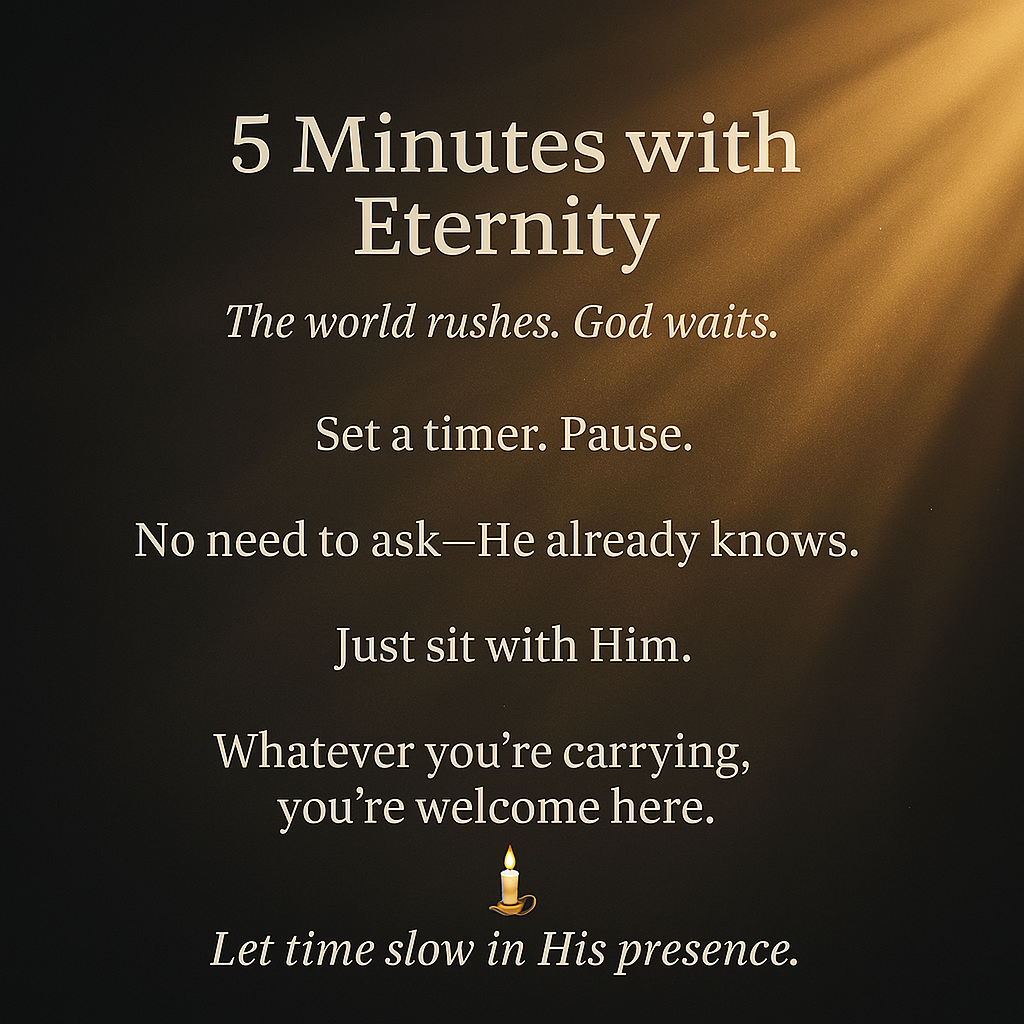 5 Minutes with
Eternity
The world rushes. God waits.
Set a timer. Pause.
No need to ask—He already knows.
Just sit with Him.
Whatever you’re carrying,
you’re welcome here.
Let time slow in His presence.